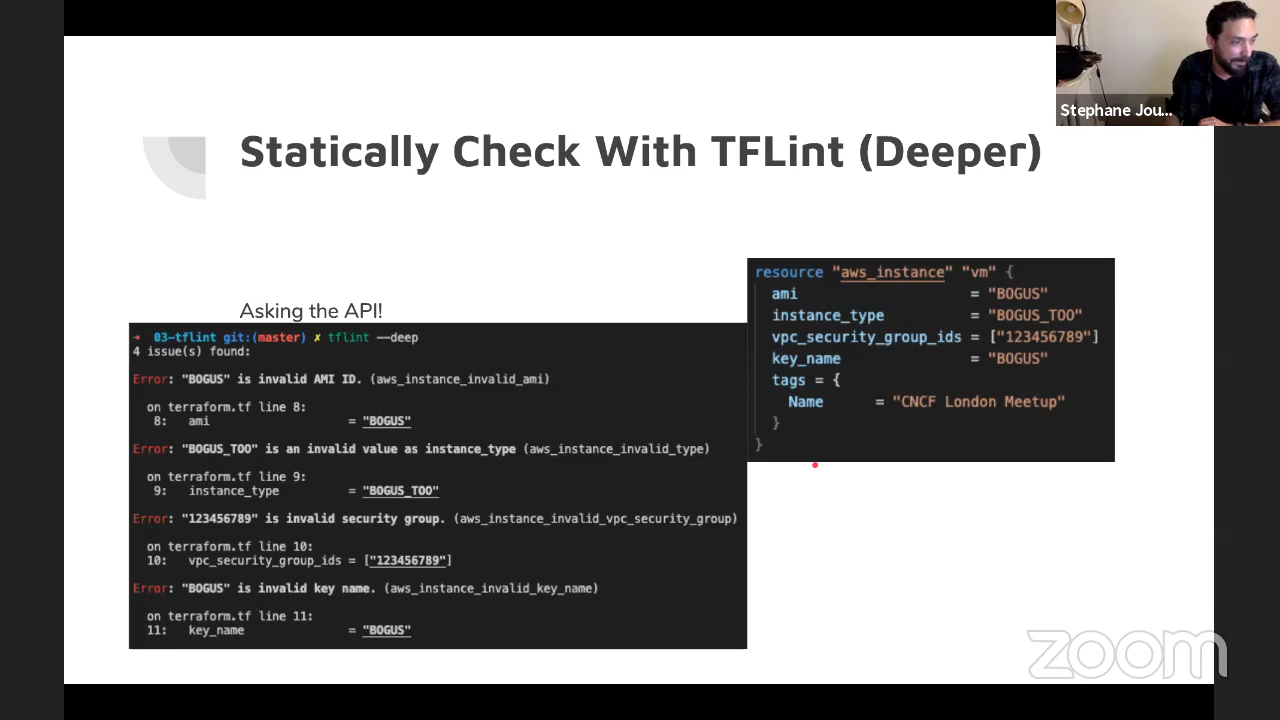 Stephane Jou...
Statically Check With TFLint (Deeper)
Asking the API!
➜ 03-tflint git:(master) ✗ tflint --deep
4 issue(s) found:
Error: "BOGUS" is invalid AMI ID. (aws_instance_invalid_ami)
on terraform.tf line 8:
8: ami = "BOGUS"
Error: "BOGUS_TOO" is an invalid value as instance_type (aws_instance_invalid_type)
on terraform.tf line 9:
9: instance_type = "BOGUS_TOO"
Error: "123456789" is invalid security group. (aws_instance_invalid_vpc_security_group)
on terraform.tf line 10:
10: vpc_security_group_ids = ["123456789"]
Error: "BOGUS" is invalid key name. (aws_instance_invalid_key_name)
on terraform.tf line 11:
11: key_name = "BOGUS"
resource "aws_instance" "vm" {
ami = "BOGUS"
instance_type = "BOGUS_TOO"
vpc_security_group_ids = ["123456789"]
key_name = "BOGUS"
tags = {
Name = "CNCF London Meetup"
}
}
zoom